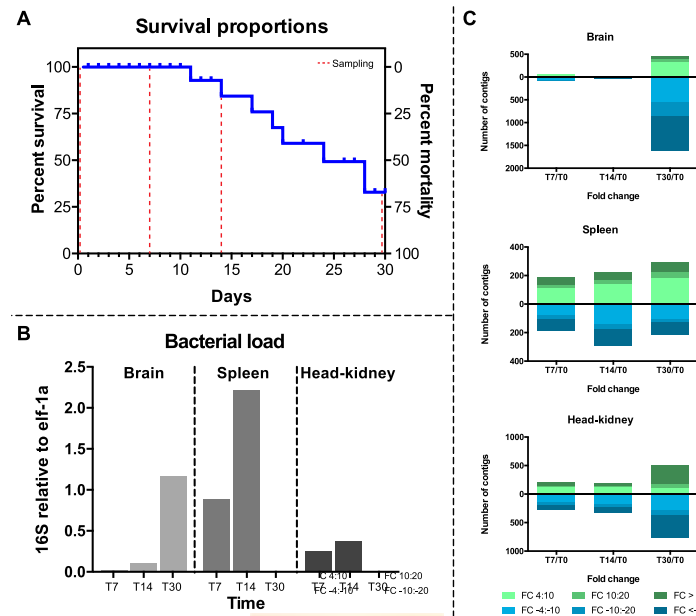 A
Survival proportions
Sampling
100
75
50
25
0
Percent survival
0
25
50
75
100
Percent mortality
0 5 10 15 20 25 30
Days
B
Bacterial load
Brain Spleen Head-kidney
2.5
2.0
1.5
1.0
0.5
0.0
16S relative to elf-1a
T7 T14 T30 T7 T14 T30 T7 T14 T30
FC 4:10 FC 10:20
FC -4:-10 FC -10:-20
Time
C
Brain
500
0
500
1000
1500
2000
Number of contigs
T7/T0 T14/T0 T30/T0
Fold change
Spleen
400
200
0
200
400
Number of contigs
T7/T0 T14/T0 T30/T0
Fold change
Head-kidney
1000
500
0
500
1000
Number of contigs
T7/T0 T14/T0 T30/T0
Fold change
FC 4:10 FC 10:20 FC >
FC -4:-10 FC -10:-20 FC <-